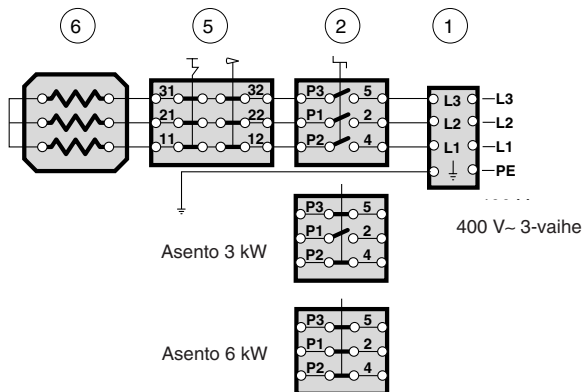 6 5 2 1
31 32 P3 5 L3 L3
21 22 P1 2 L2 L2
11 12 P2 4 L1 L1
PE
400 V~ 3-vaihe
P3 5
Asento 3 kW P1 2
P2 4
P3 5
Asento 6 kW P1 2
P2 4